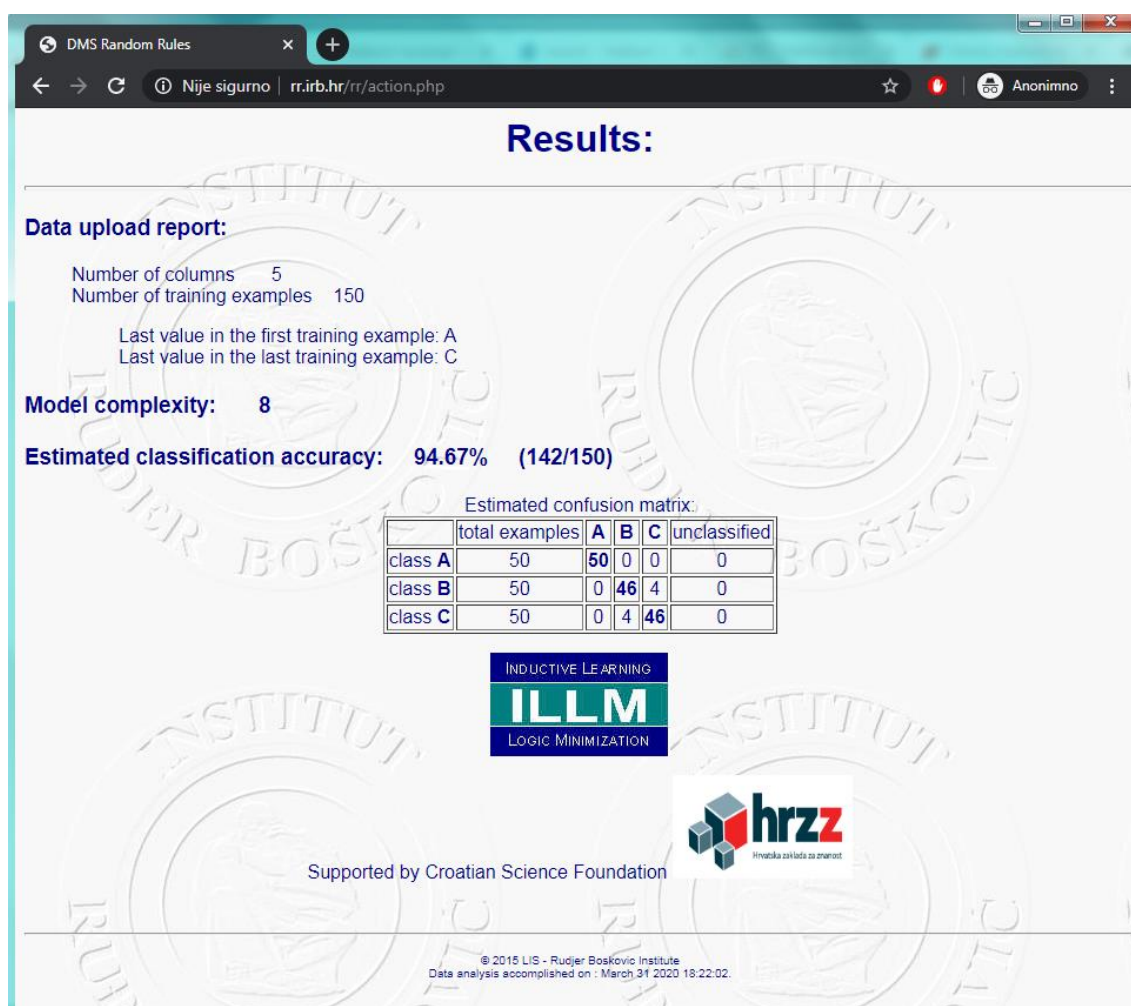 DMS Random Rules
Nije sigurno | rr.irb.hr/rr/action.php Anonimno
Results:
Data upload report:
Number of columns 5
Number of training examples 150
Last value in the first training example: A
Last value in the last training example: C
Model complexity: 8
Estimated classification accuracy: 94.67% (142/150)
Estimated confusion matrix:
total examples A B C unclassified
class A 50 50 0 0 0
class B 50 0 46 4 0
class C 50 0 4 46 0
INDUCTIVE LEARNING
ILLM
LOGIC MINIMIZATION
hrzz
Hrvatska zaklada za znanost
Supported by Croatian Science Foundation
© 2015 LIS - Rudjer Boskovic Institute
Data analysis accomplished on : March 31 2020 18:22:02.
INSTITUT
RUĐER BOŠKOVIĆ